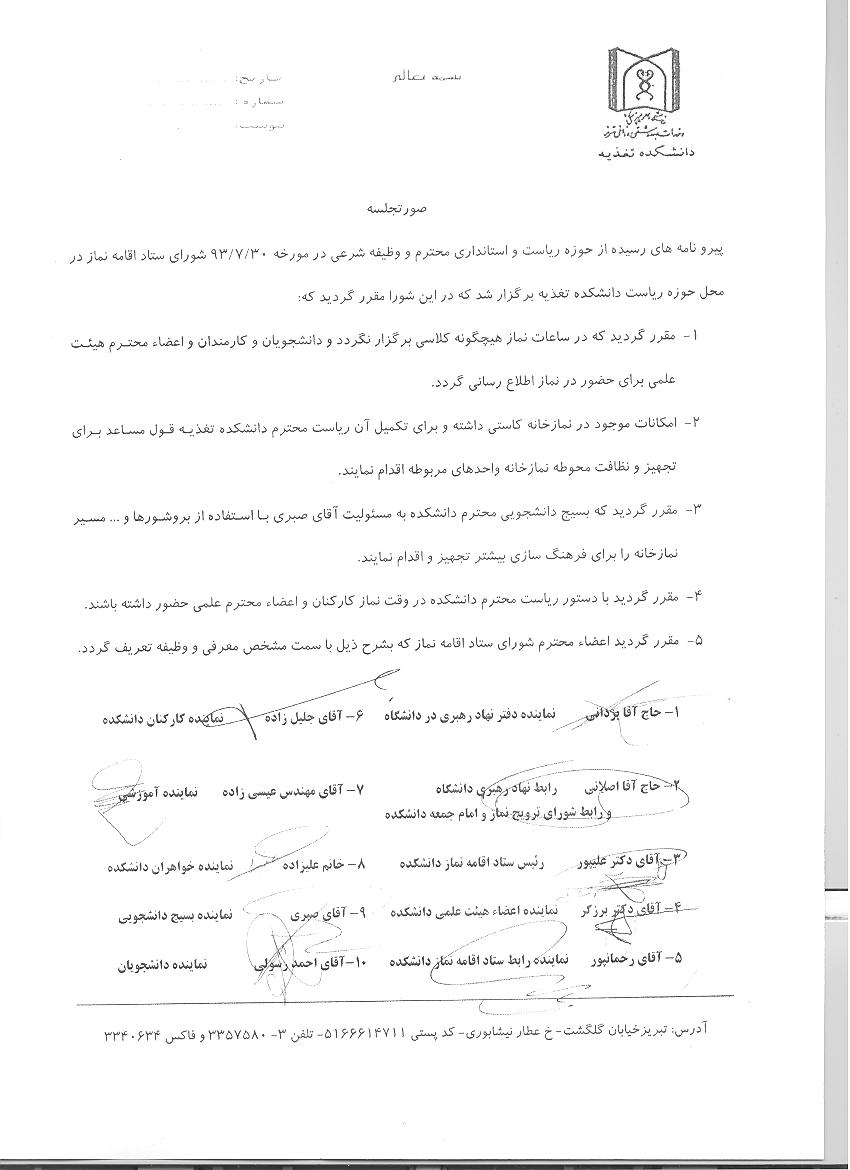 بسمه تعالی
تاریخ:
شماره:
پیوست:
دانشکده تغذیه
صورتجلسه
پیرو نامه های رسیده از حوزه ریاست و استانداری محترم و وظیفه شرعی در مورخه ۹۳/۷/۳۰ شورای ستاد اقامه نماز در
محل حوزه ریاست دانشکده تغذیه برگزار شد که در این شورا مقرر گردید که:
۱- مقرر گردید که در ساعات نماز هیچگونه کلاسی برگزار نگردد و دانشجویان و کارمندان و اعضاء محترم هیئت
علمی برای حضور در نماز اطلاع رسانی گردد.
۲- امکانات موجود در نمازخانه کاستی داشته و برای تکمیل آن ریاست محترم دانشکده تغذیه قول مساعد برای
تجهیز و نظافت محوطه نمازخانه واحدهای مربوطه اقدام نمایند.
۳- مقرر گردید که بسیج دانشجویی محترم دانشکده به مسئولیت آقای صبری با استفاده از بروشورها و ... مسیر
نمازخانه را برای فرهنگ سازی بیشتر تجهیز و اقدام نمایند.
۴- مقرر گردید با دستور ریاست محترم دانشکده در وقت نماز کارکنان و اعضاء محترم علمی حضور داشته باشند.
۵- مقرر گردید اعضاء محترم شورای ستاد اقامه نماز که بشرح ذیل با سمت مشخص معرفی و وظیفه تعریف گردد.
۱- حاج آقا یزدانی نماینده دفتر نهاد رهبری در دانشگاه ۶- آقای جلیل زاده نماینده کارکنان دانشکده
۲- حاج آقا اصلانی رابط نهاد رهبری دانشگاه ۷- آقای مهندس عیسی زاده نماینده آموزشی
و رابط شورای ترویج نماز و امام جمعه دانشکده
۳- آقای دکتر علیپور رئیس ستاد اقامه نماز دانشکده ۸- خانم علیزاده نماینده خواهران دانشکده
۴- آقای دکتر برزگر نماینده اعضاء هیئت علمی دانشکده ۹- آقای صبری نماینده بسیج دانشجویی
۵- آقای رحمانپور نماینده رابط ستاد اقامه نماز دانشکده ۱۰- آقای احمد رسولی نماینده دانشجویان
آدرس: تبریزخیابان گلگشت- خ عطار نیشابوری- کد پستی ۵۱۶۶۶۱۴۷۱۱- تلفن ۳- ۳۳۵۷۵۸۰ و فاکس ۳۳۴۰۶۳۴